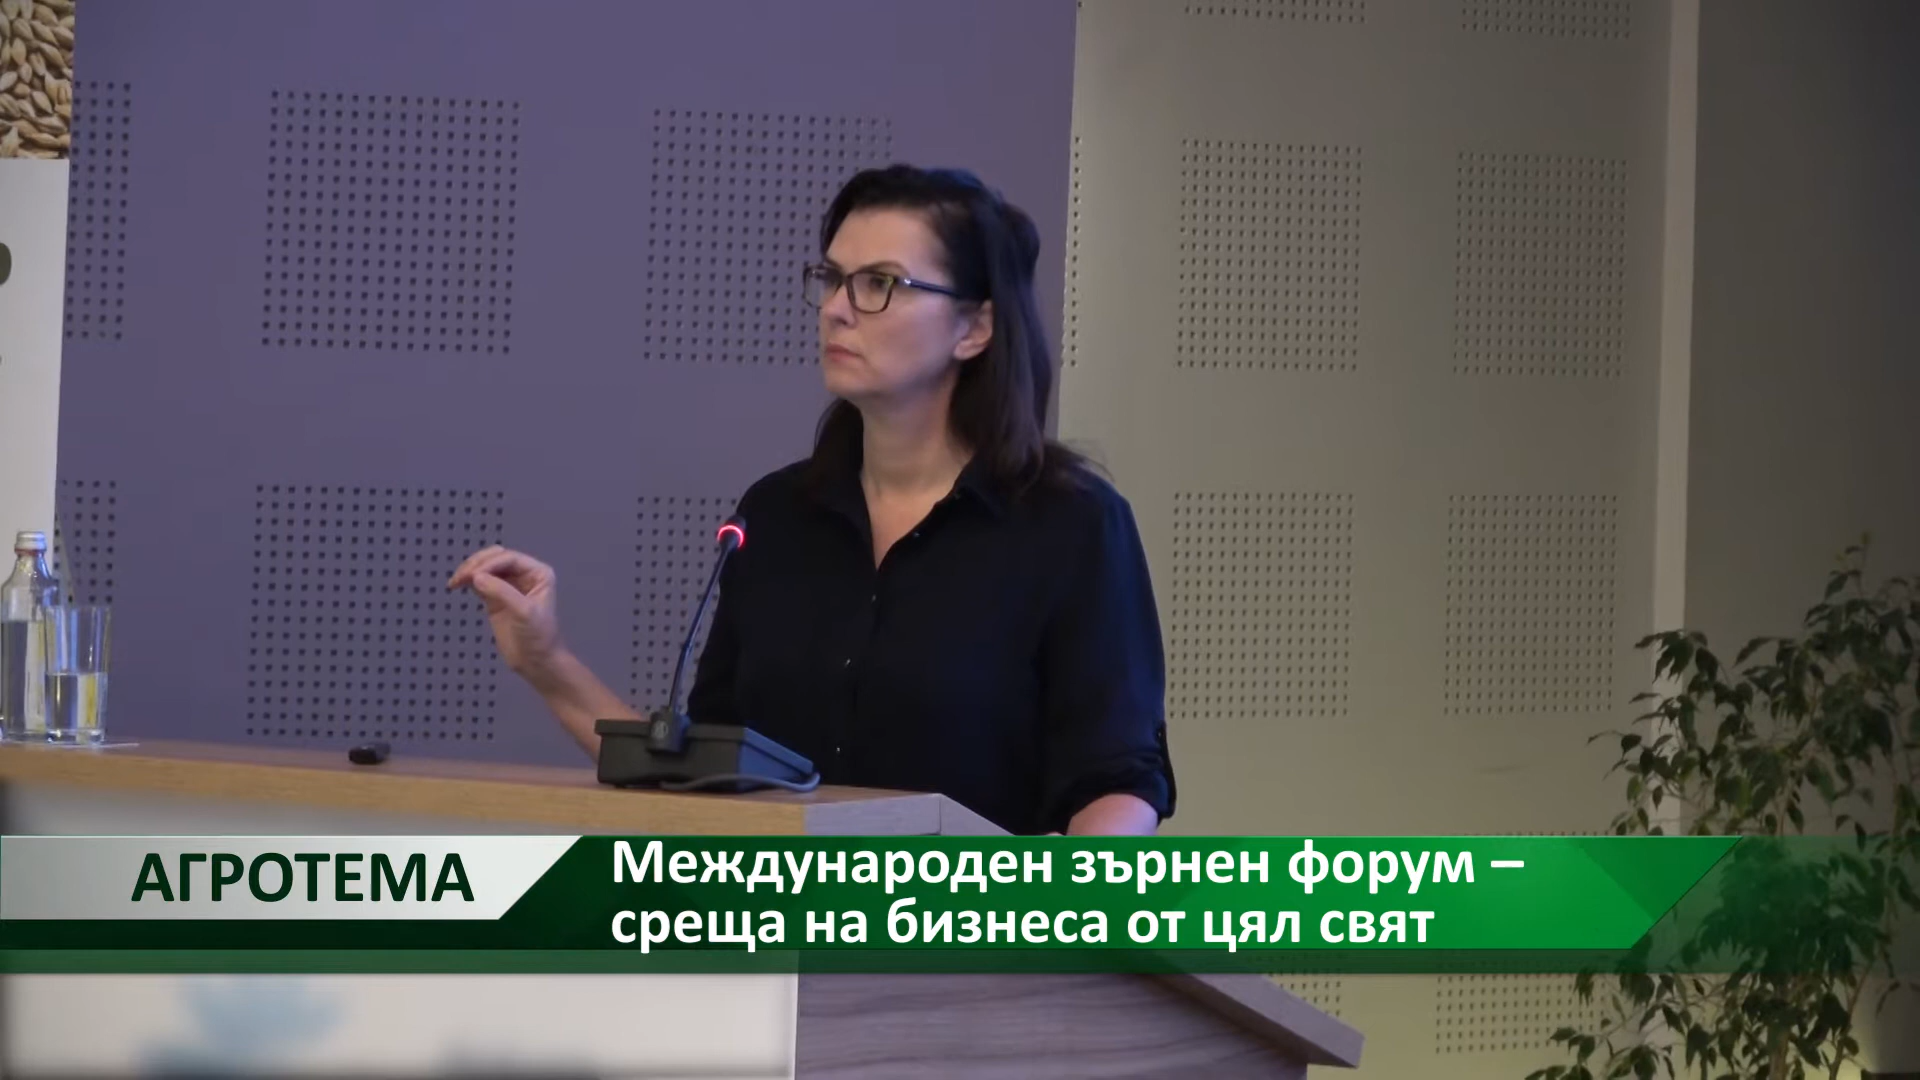 АГРОТЕМА
Международен зърнен форум –
среща на бизнеса от цял свят